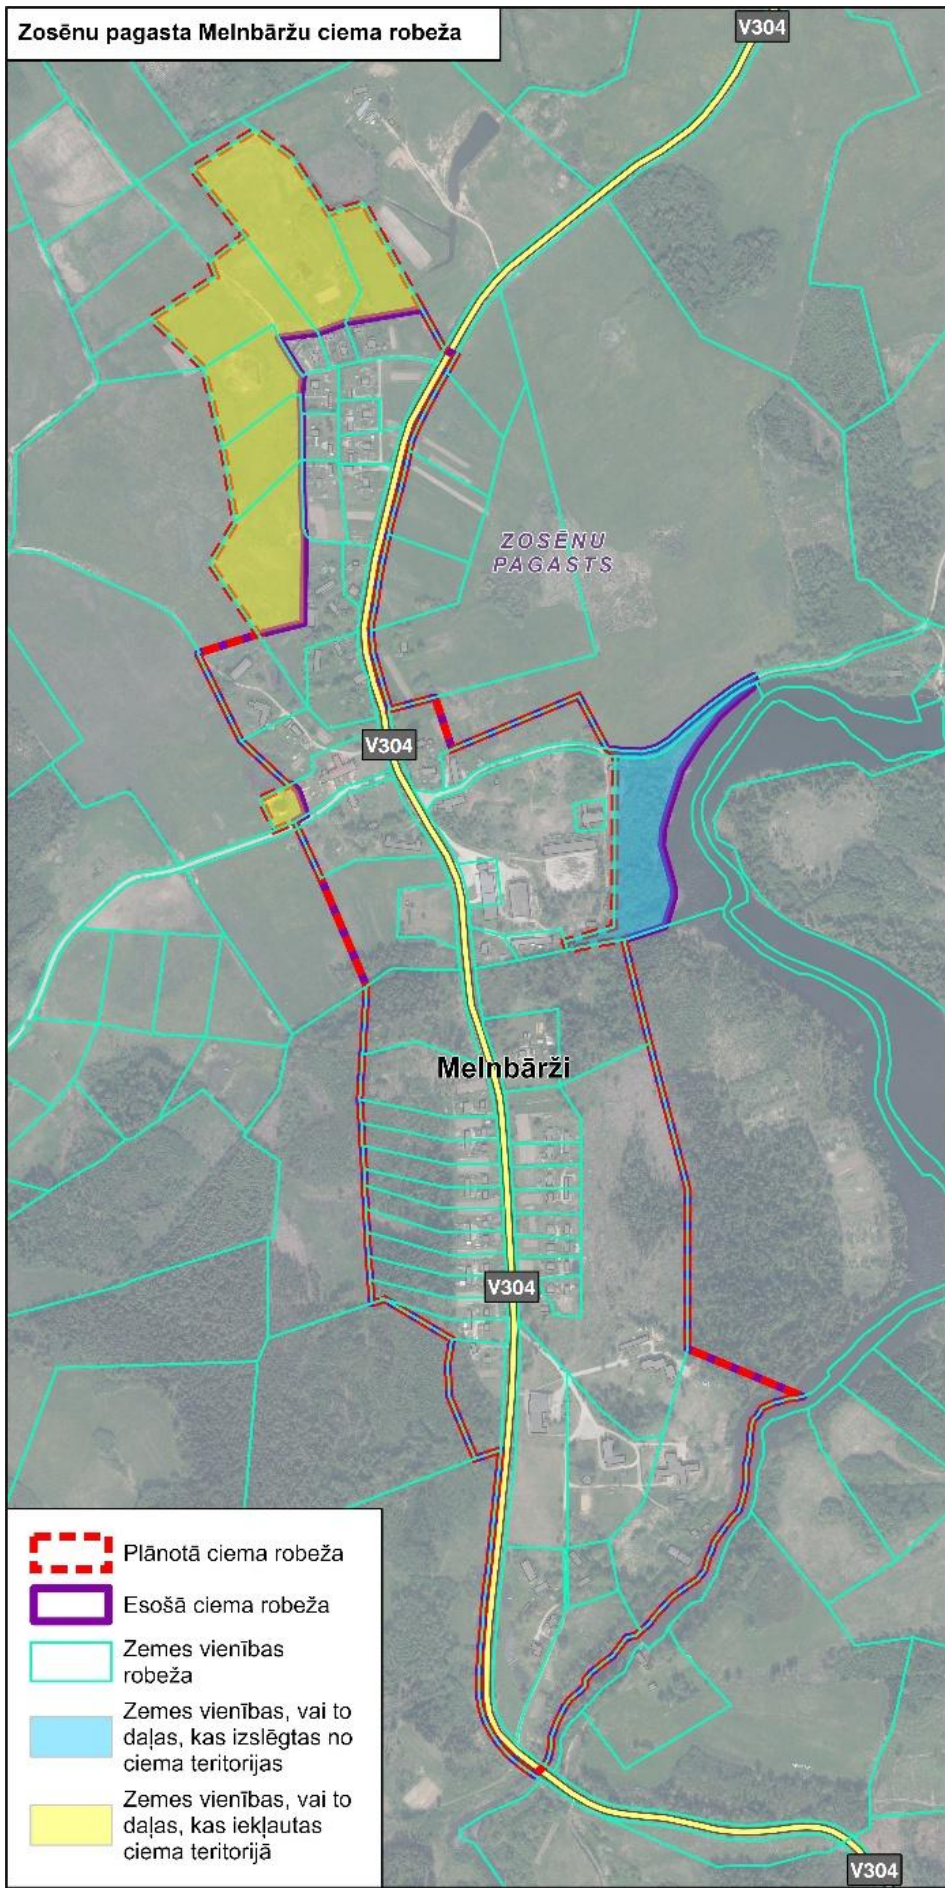 Zosēnu pagasta Melnbāržu ciema robeža
V304
ZOSĒNU
PAGASTS
V304
Melnbārži
V304
Plānotā ciema robeža
Esošā ciema robeža
Zemes vienības
robeža
Zemes vienības, vai to
daļas, kas izslēgtas no
ciema teritorijas
Zemes vienības, vai to
daļas, kas iekļautas
ciema teritorijā
V304